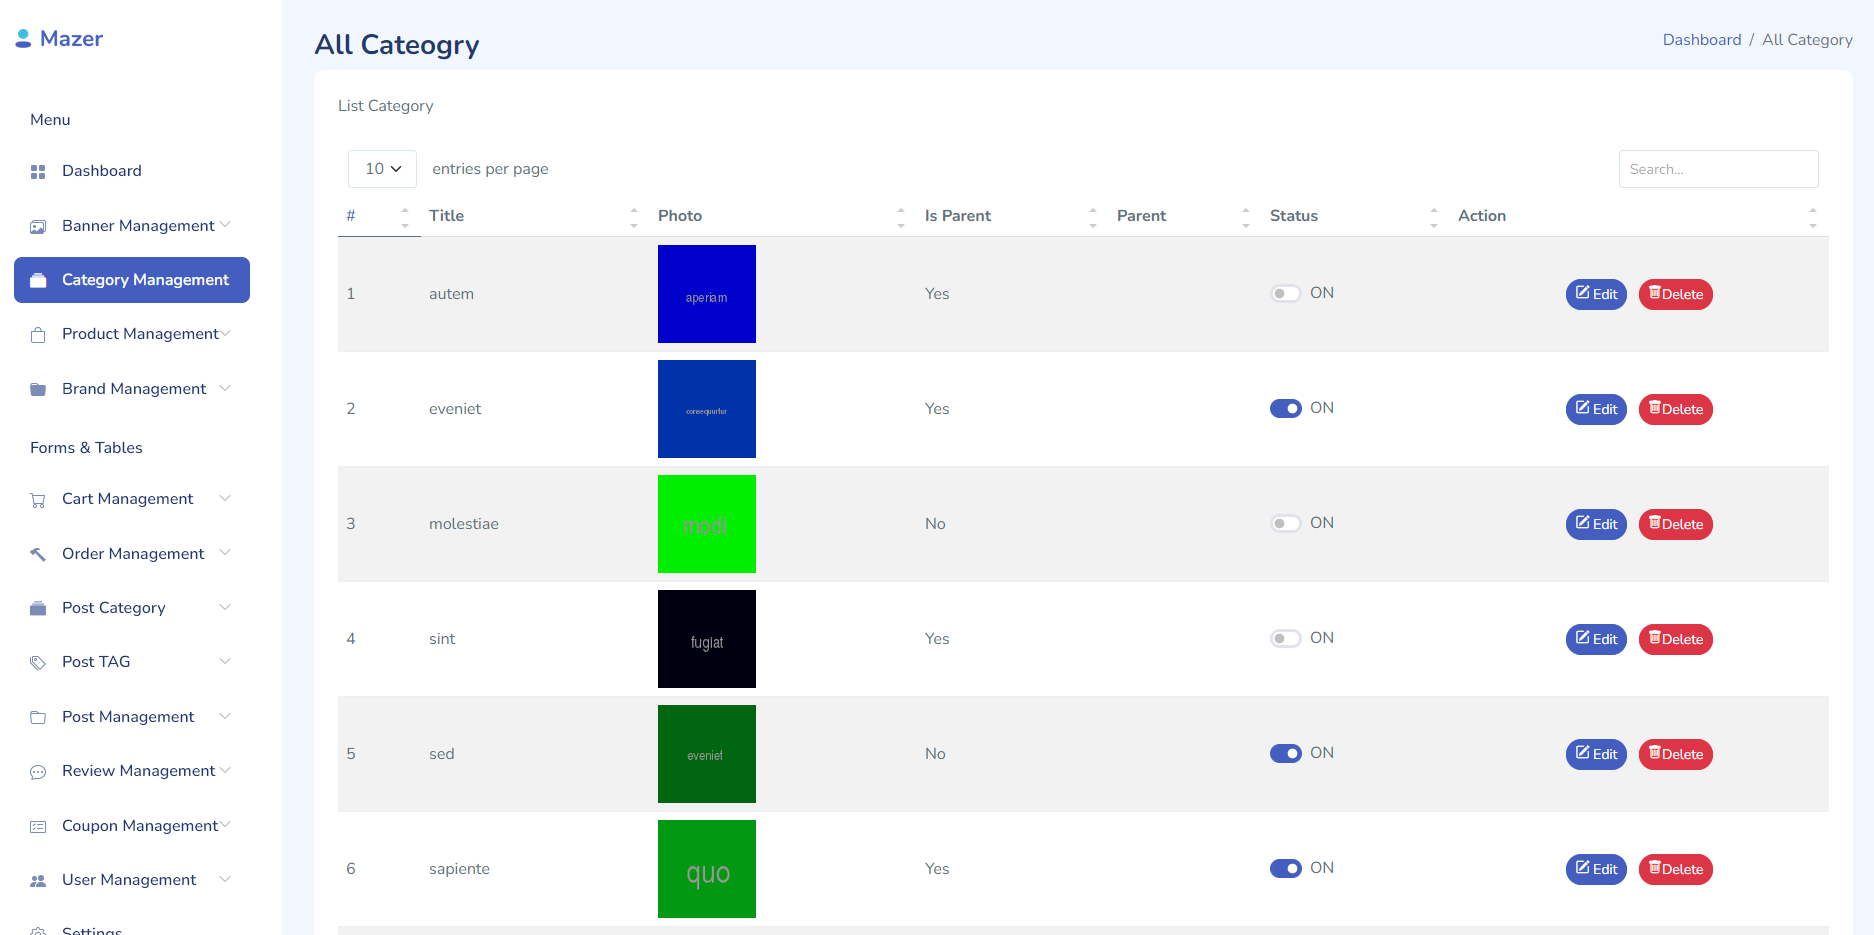 Mazer
Menu
Dashboard
Banner Management
Category Management
Product Management
Brand Management
Forms & Tables
Cart Management
Order Management
Post Category
Post TAG
Post Management
Review Management
Coupon Management
User Management
Settings
All Cateogry
Dashboard / All Category
List Category
10 entries per page
Search...
# Title Photo Is Parent Parent Status Action
1 autem aperiam Yes ON Edit Delete
2 eveniet consequuntur Yes ON Edit Delete
3 molestiae modi No ON Edit Delete
4 sint fugiat Yes ON Edit Delete
5 sed eveniet No ON Edit Delete
6 sapiente quo Yes ON Edit Delete